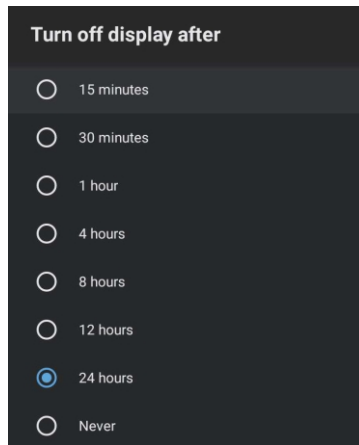 Turn off display after
15 minutes
30 minutes
1 hour
4 hours
8 hours
12 hours
24 hours
Never